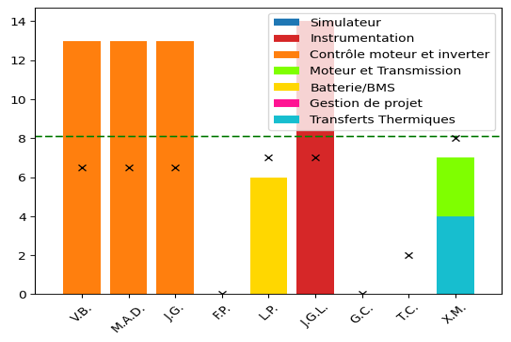 Simulateur
Instrumentation
Contrôle moteur et inverter
Moteur et Transmission
Batterie/BMS
Gestion de projet
Transferts Thermiques
14
12
10
8
6
4
2
0
V.B.
M.A.D.
J.G.
F.P.
L.P.
J.G.L.
G.C.
T.C.
X.M.